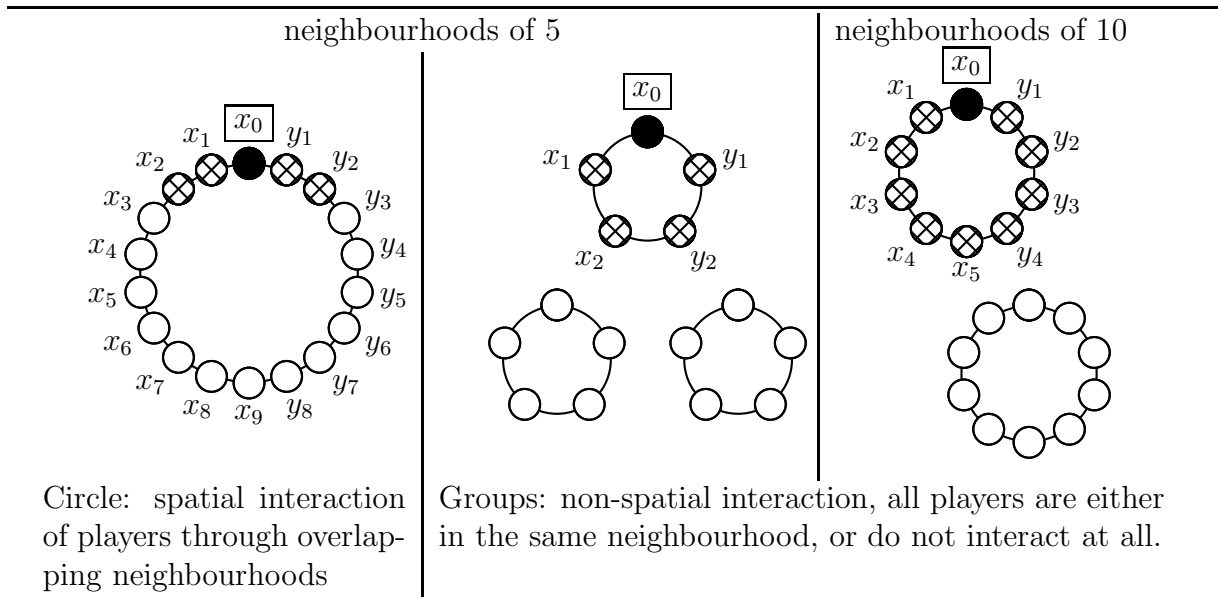 neighbourhoods of 5
neighbourhoods of 10
x0
x1
y1
x2
y2
x3
y3
x4
y4
x5
y5
x6
y6
x7
y7
x8
y8
x9
x0
x1
y1
x2
y2
x0
x1
y1
x2
y2
x3
y3
x4
y4
x5
Circle: spatial interaction
of players through overlap-
ping neighbourhoods
Groups: non-spatial interaction, all players are either
in the same neighbourhood, or do not interact at all.